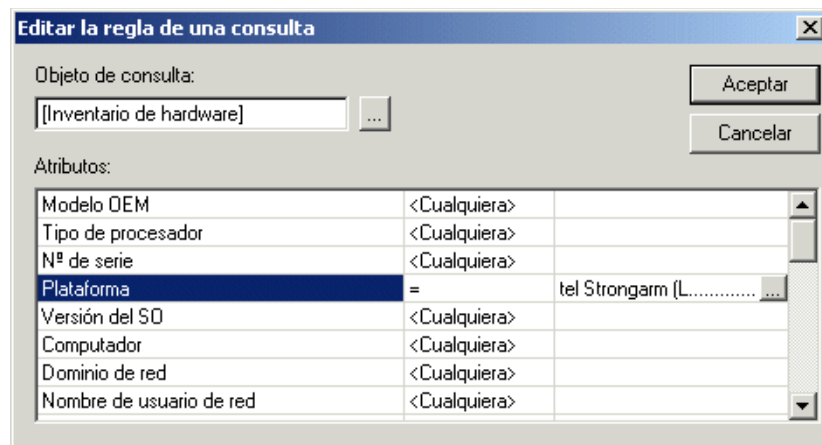 Editar la regla de una consulta
Objeto de consulta:
Aceptar
[Inventario de hardware]
...
Cancelar
Atributos:
Modelo OEM <Cualquiera>
Tipo de procesador <Cualquiera>
Nº de serie <Cualquiera>
Plataforma = tel Strongarm (L............. ...
Versión del SO <Cualquiera>
Computador <Cualquiera>
Dominio de red <Cualquiera>
Nombre de usuario de red <Cualquiera>